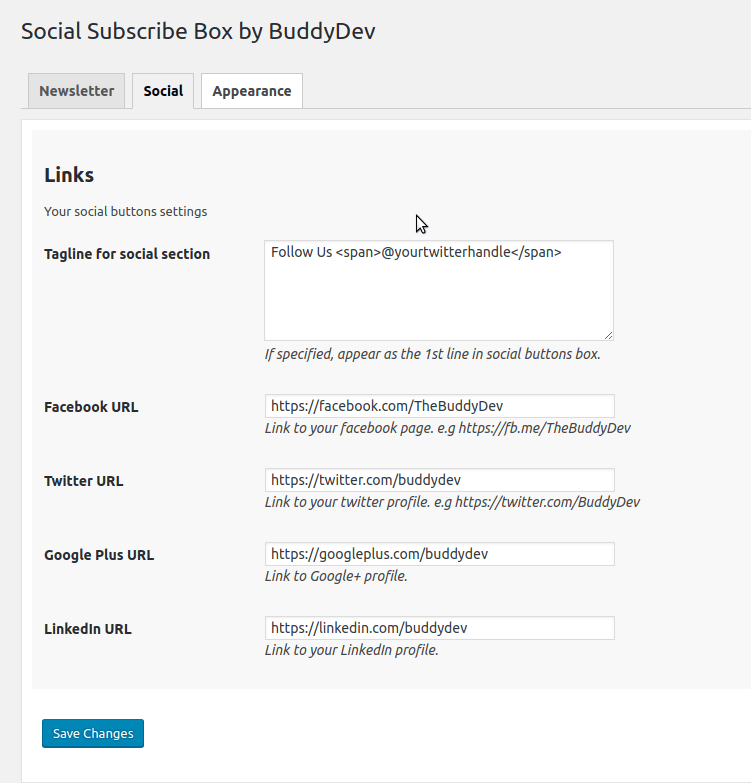 Social Subscribe Box by BuddyDev
Newsletter Social Appearance
Links
Your social buttons settings
Tagline for social section
Follow Us <span>@yourtwitterhandle</span>
If specified, appear as the 1st line in social buttons box.
Facebook URL
https://facebook.com/TheBuddyDev
Link to your facebook page. e.g https://fb.me/TheBuddyDev
Twitter URL
https://twitter.com/buddydev
Link to your twitter profile. e.g https://twitter.com/BuddyDev
Google Plus URL
https://googleplus.com/buddydev
Link to Google+ profile.
LinkedIn URL
https://linkedin.com/buddydev
Link to your LinkedIn profile.
Save Changes